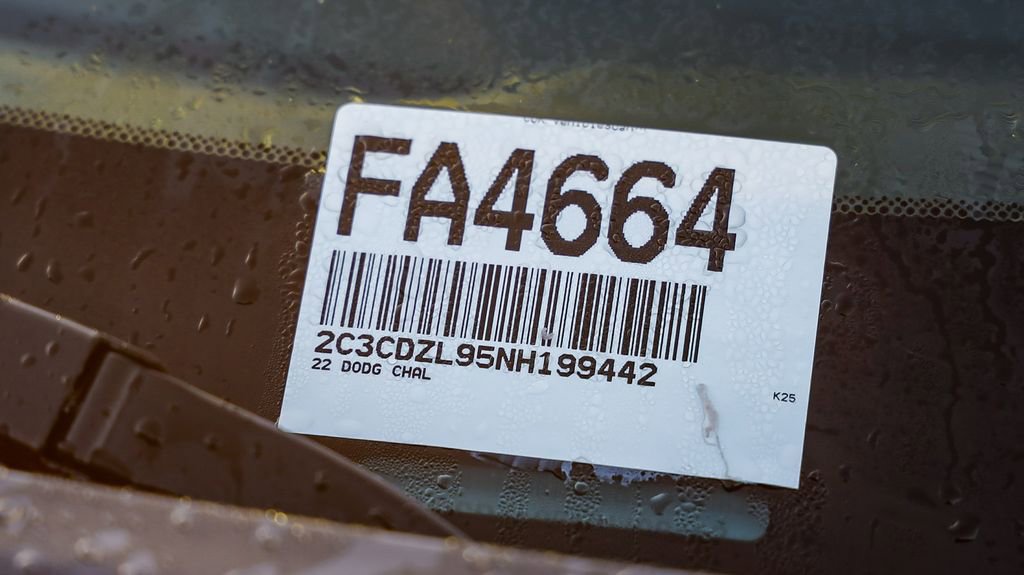 FA4664
2C3CDZL95NH199442
22 DODG CHAL
K25